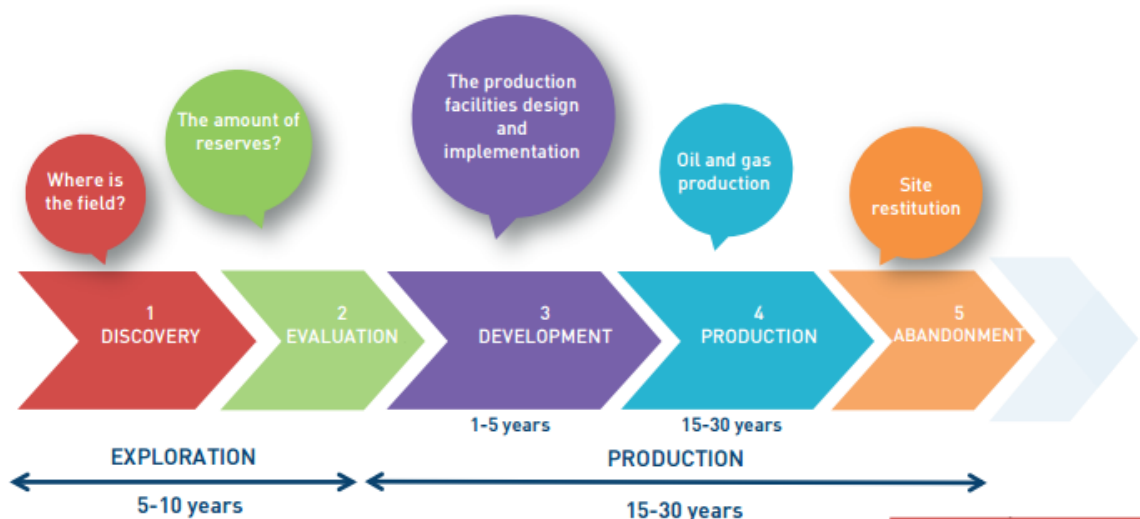 The production
facilities design
and
implementation
The amount of
reserves?
Where is
the field?
Oil and gas
production
Site
restitution
1
DISCOVERY
2
EVALUATION
3
DEVELOPMENT
4
PRODUCTION
5
ABANDONMENT
1-5 years
15-30 years
EXPLORATION
PRODUCTION
5-10 years
15-30 years